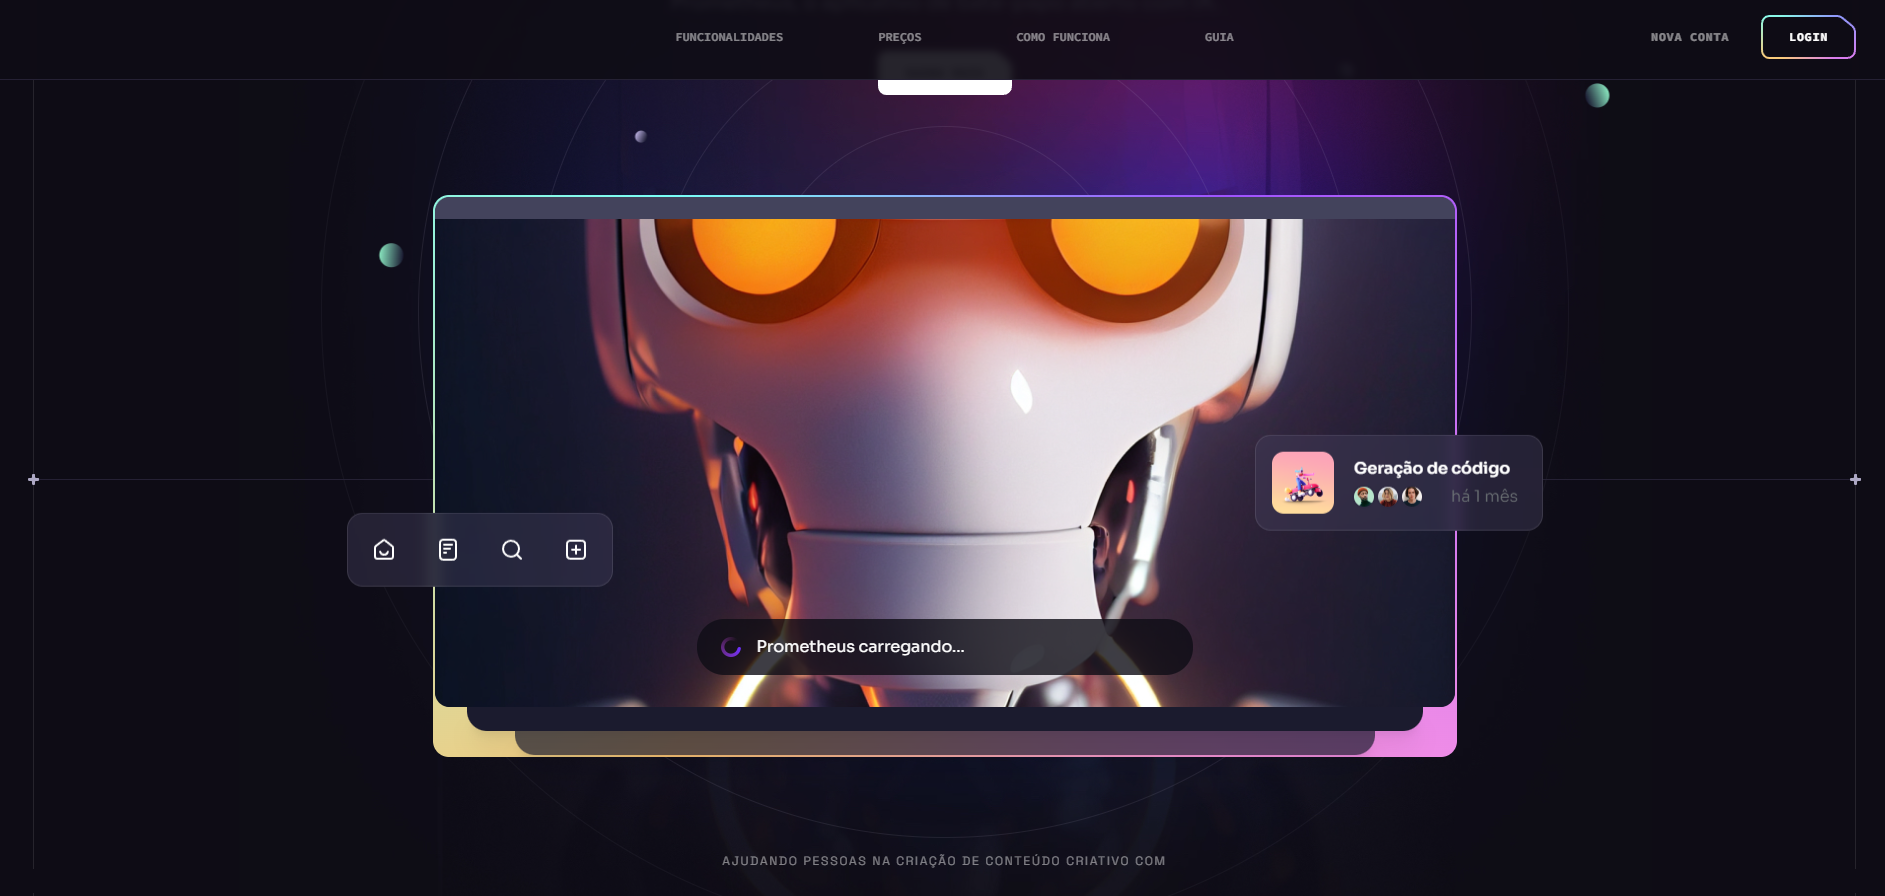 FUNCIONALIDADES
PREÇOS
COMO FUNCIONA
GUIA
NOVA CONTA
LOGIN
Geração de código
há 1 mês
Prometheus carregando...
AJUDANDO PESSOAS NA CRIAÇÃO DE CONTEÚDO CRIATIVO COM